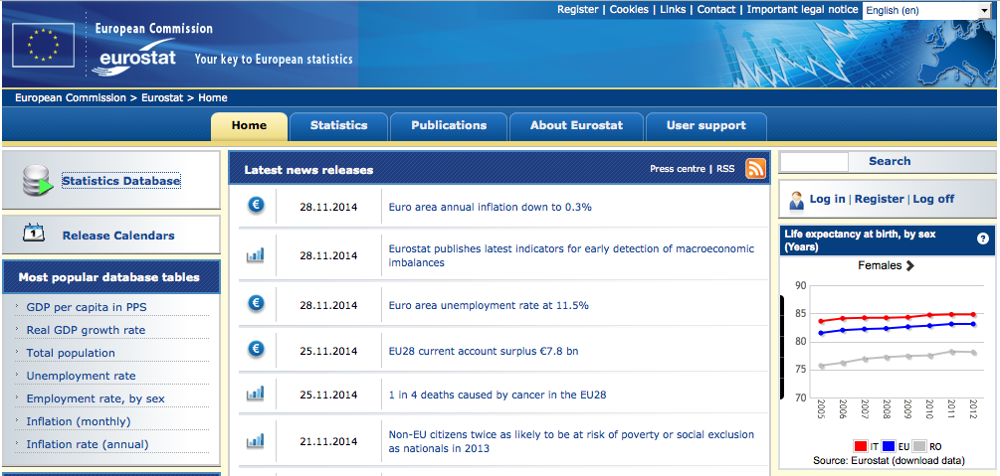 Register | Cookies | Links | Contact | Important legal notice English (en)
European Commission
eurostat Your key to European statistics
European Commission > Eurostat > Home
Home Statistics Publications About Eurostat User support
Statistics Database
1 Release Calendars
Most popular database tables
GDP per capita in PPS
Real GDP growth rate
Total population
Unemployment rate
Employment rate, by sex
Inflation (monthly)
Inflation rate (annual)
Latest news releases Press centre | RSS
€ 28.11.2014 Euro area annual inflation down to 0.3%
28.11.2014 Eurostat publishes latest indicators for early detection of macroeconomic
imbalances
€ 28.11.2014 Euro area unemployment rate at 11.5%
€ 25.11.2014 EU28 current account surplus €7.8 bn
25.11.2014 1 in 4 deaths caused by cancer in the EU28
21.11.2014 Non-EU citizens twice as likely to be at risk of poverty or social exclusion
as nationals in 2013
Search
Log in | Register | Log off
Life expectancy at birth, by sex
(Years) ?
Females
90
85
80
75
70
2005 2006 2007 2008 2009 2010 2011 2012
IT EU RO
Source: Eurostat (download data)